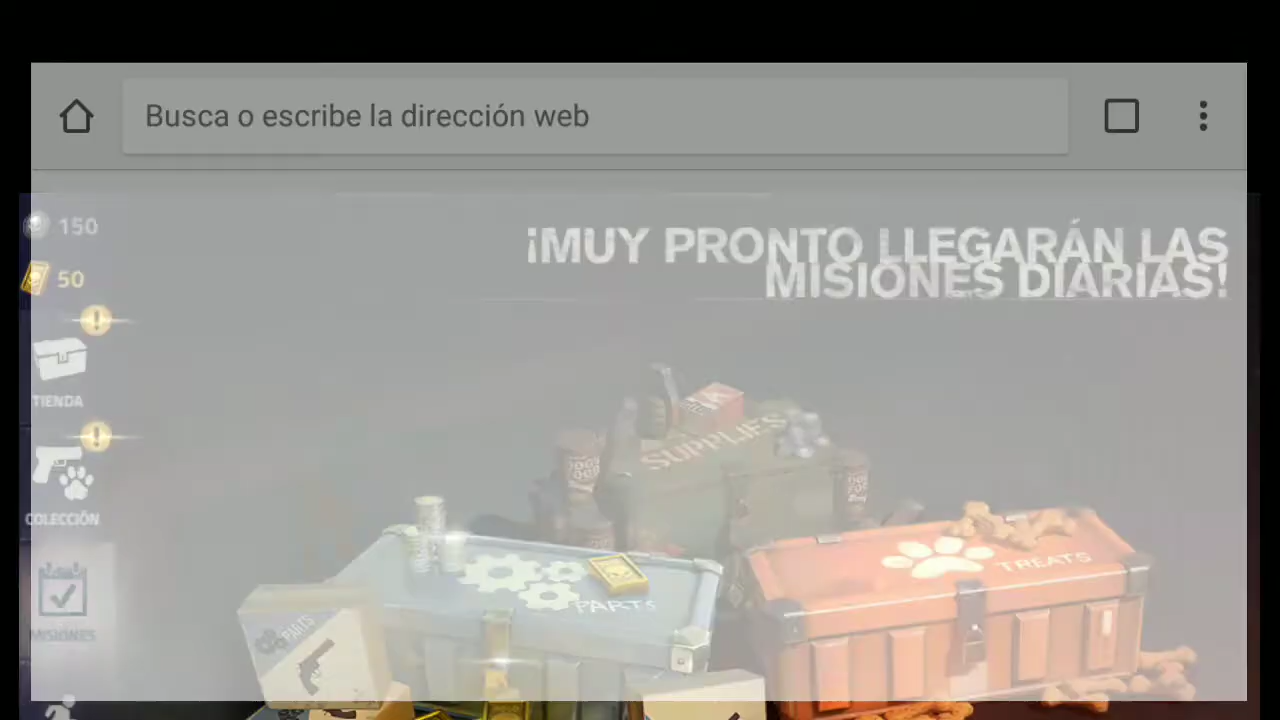 Busca o escribe la dirección web
150
¡MUY PRONTO LLEGARÁN LAS
MISIONES DIARIAS!
50
TIENDA
SUPPLIES
COLECCIÓN
TREATS
PARTS
PARTS
MISIONES